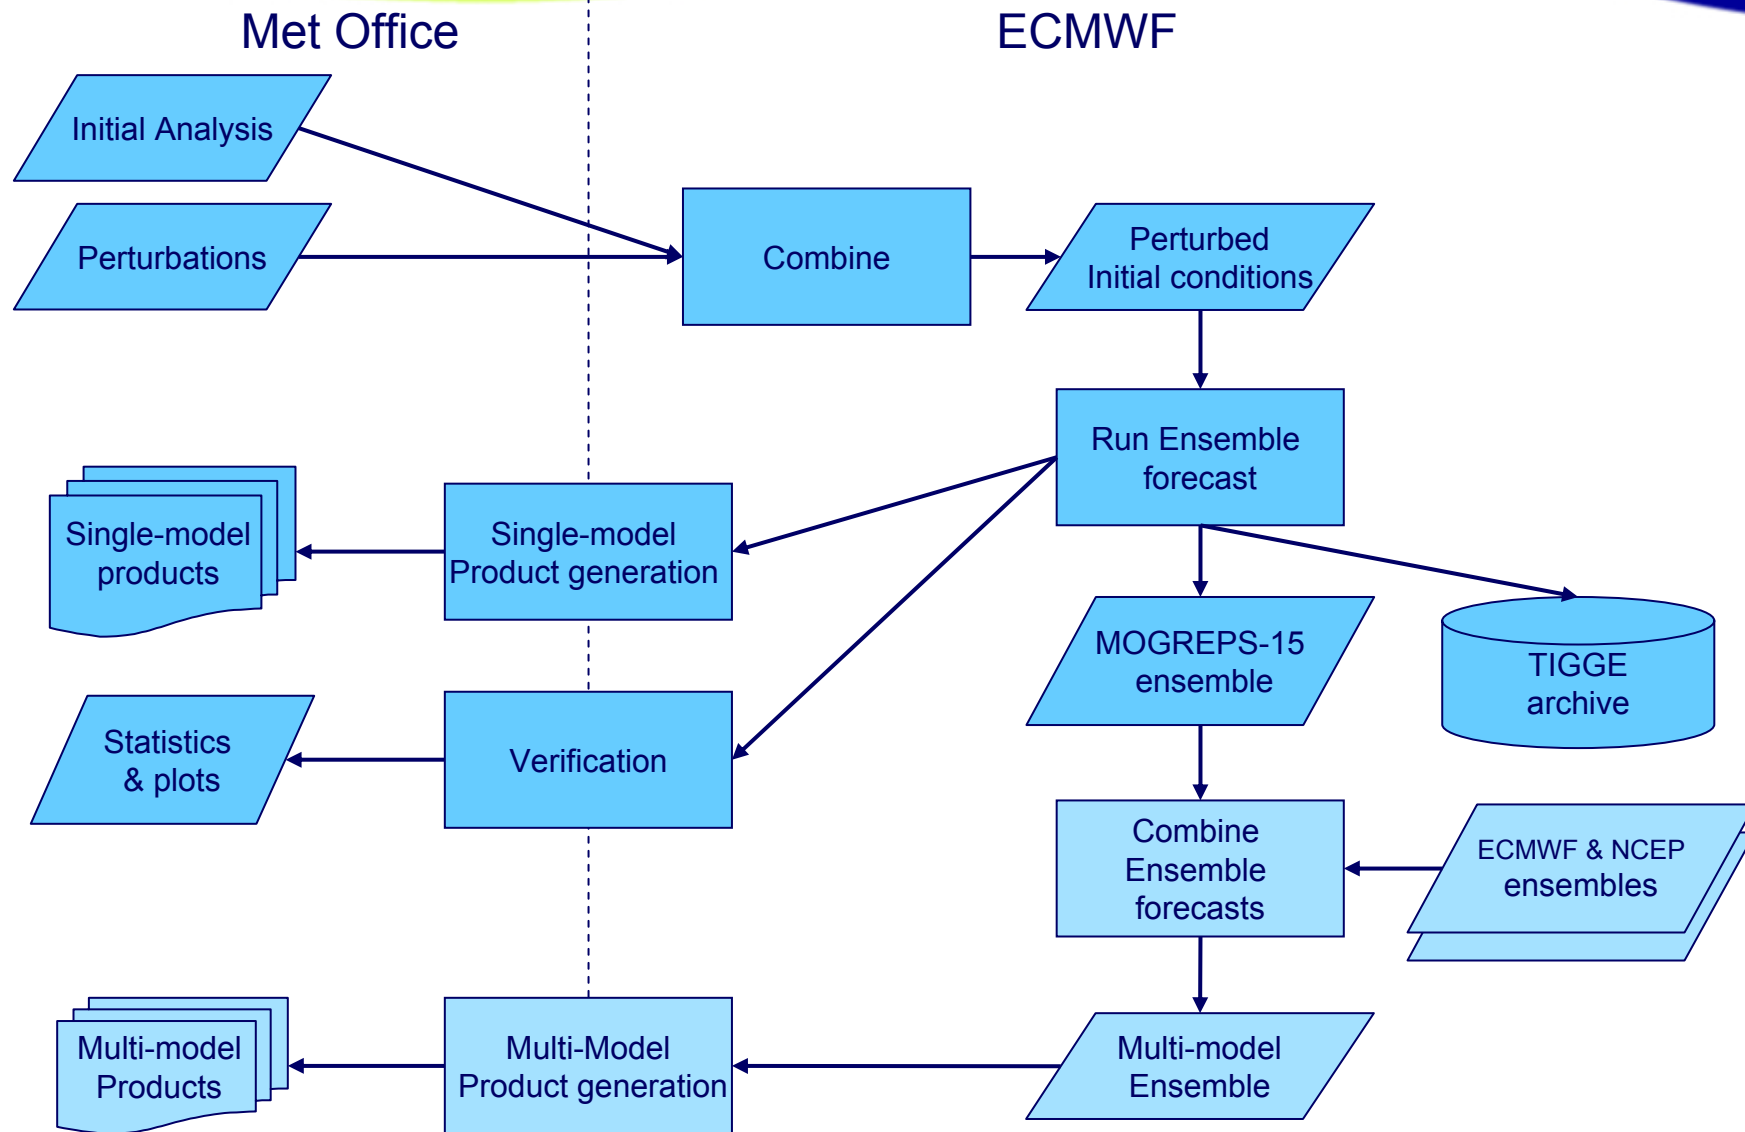 Met Office
ECMWF
Initial Analysis
Perturbations
Combine
Perturbed
Initial conditions
Run Ensemble
forecast
Single-model
products
Single-model
Product generation
MOGREPS-15
ensemble
TIGGE
archive
Statistics
& plots
Verification
Combine
Ensemble
forecasts
ECMWF & NCEP
ensembles
Multi-model
Products
Multi-Model
Product generation
Multi-model
Ensemble